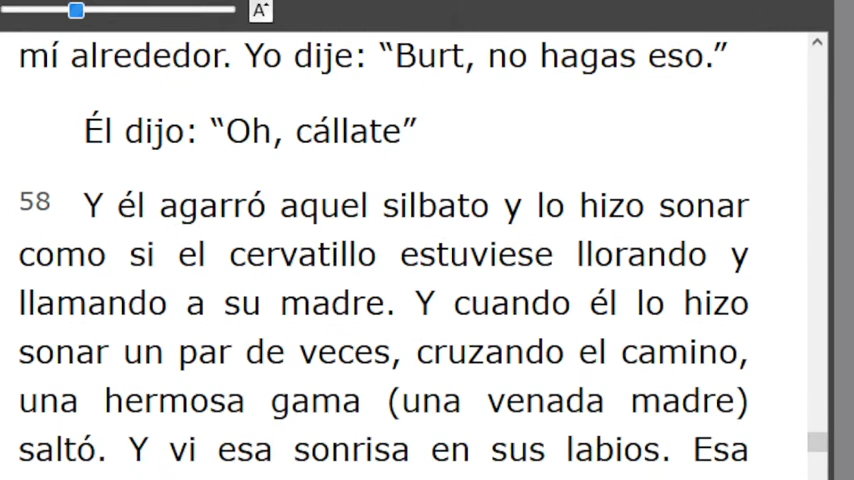 A
mí alrededor. Yo dije: “Burt, no hagas eso.”
Él dijo: “Oh, cállate”
58 Y él agarró aquel silbato y lo hizo sonar
como si el cervatillo estuviese llorando y
llamando a su madre. Y cuando él lo hizo
sonar un par de veces, cruzando el camino,
una hermosa gama (una venada madre)
saltó. Y vi esa sonrisa en sus labios. Esa